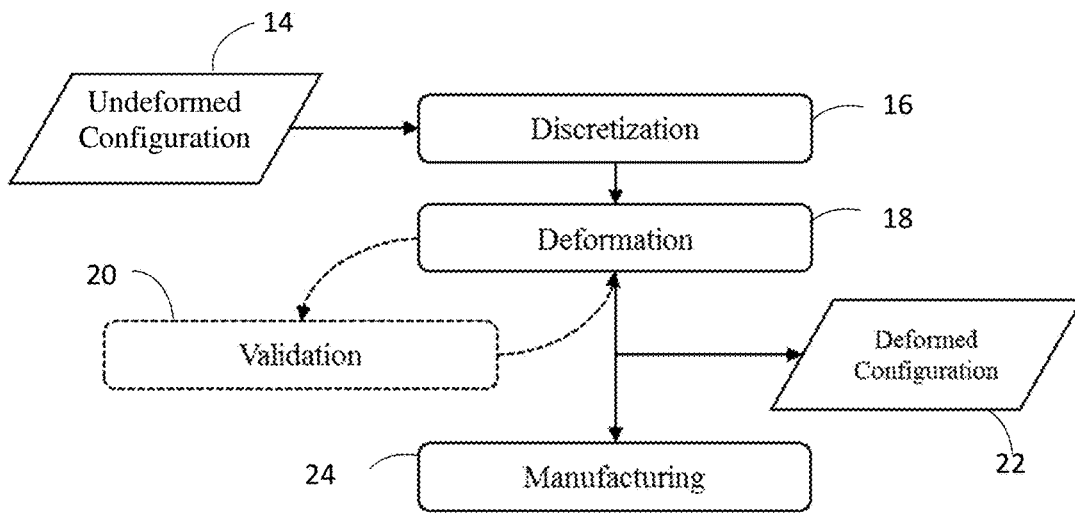 14
Undeformed
Configuration
16
Discretization
18
Deformation
20
Validation
Deformed
Configuration
22
24
Manufacturing